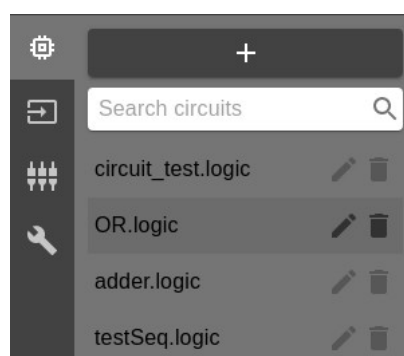 +
Search circuits
circuit_test.logic
OR.logic
adder.logic
testSeq.logic